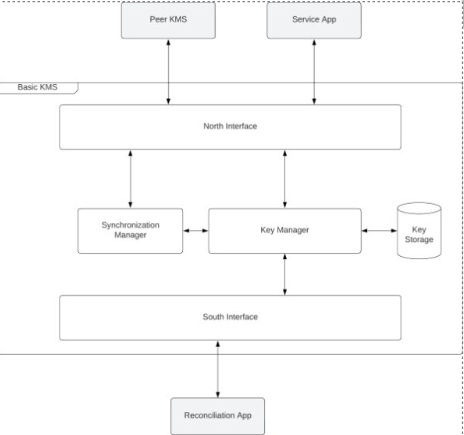 Peer KMS
Service App
Basic KMS
North Interface
Synchronization
Manager
Key Manager
Key
Storage
South Interface
Reconciliation App